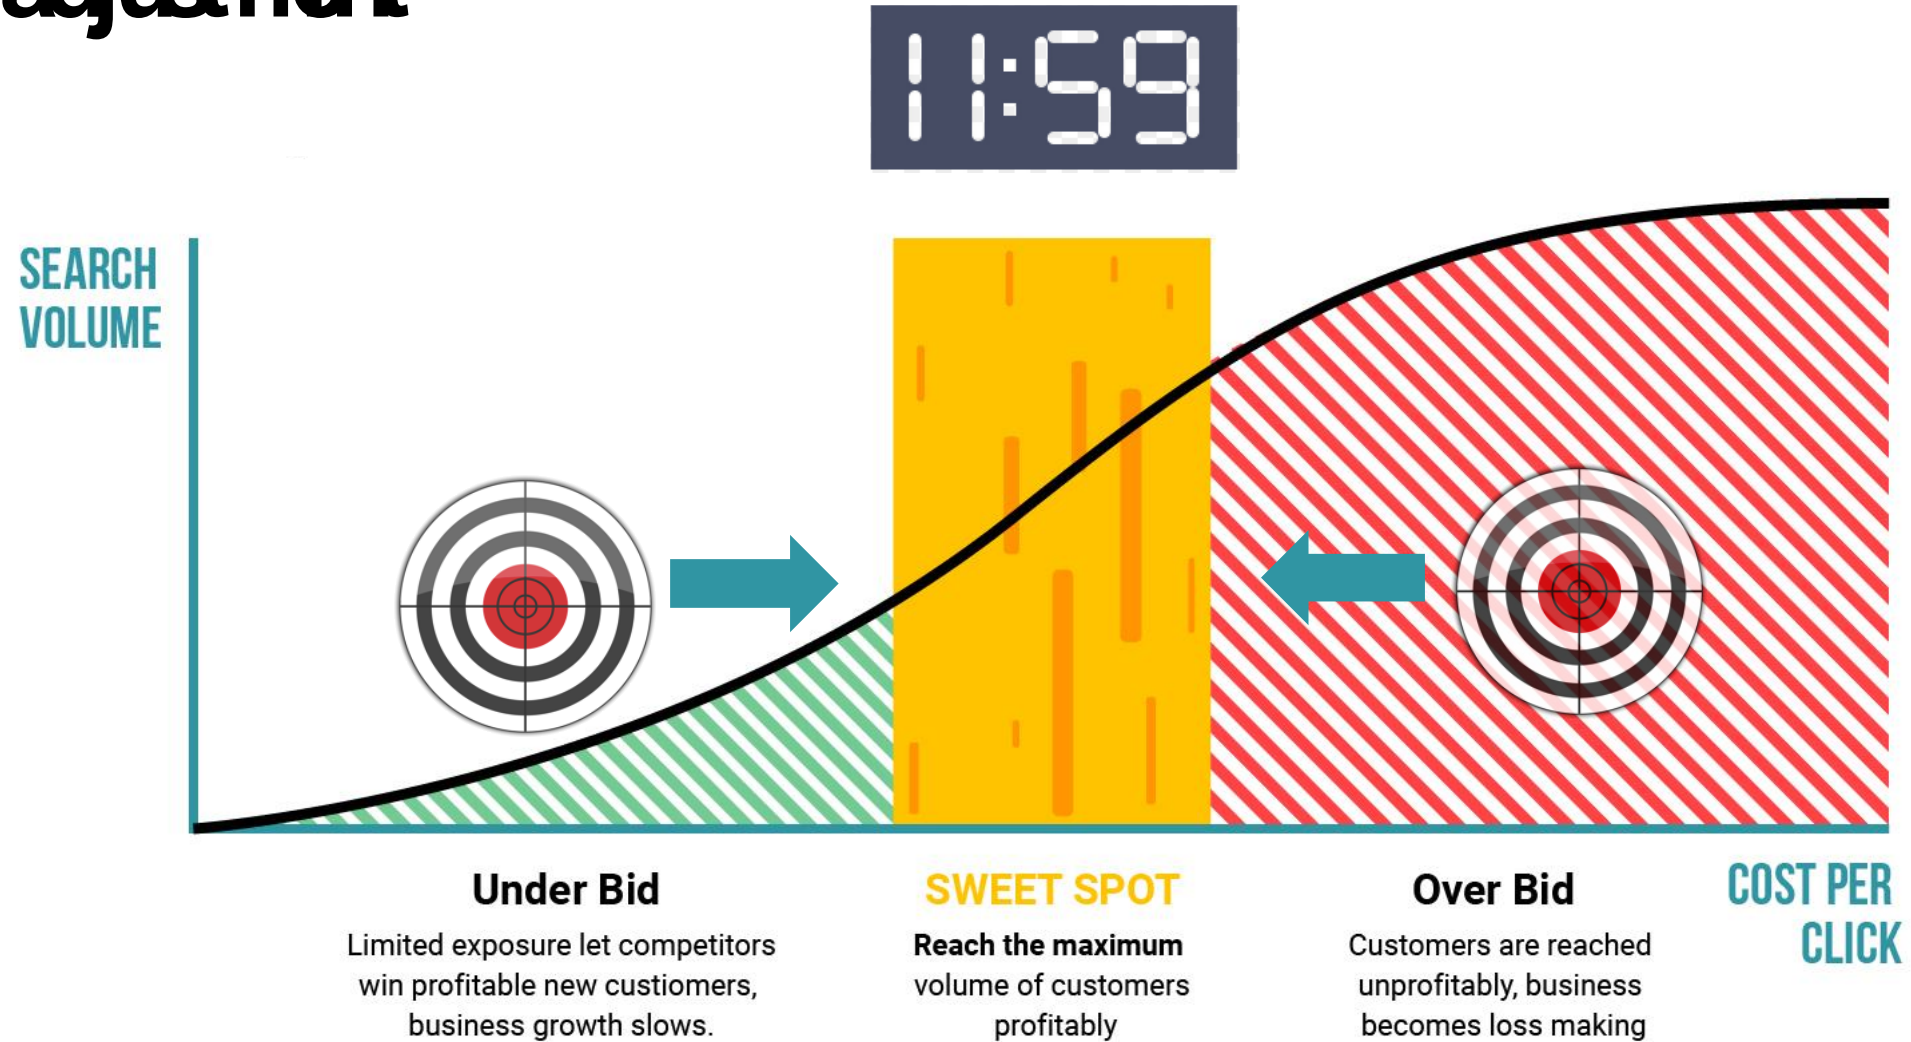 11:59
SEARCH
VOLUME
Under Bid
Limited exposure let competitors
win profitable new custiomers,
business growth slows.
SWEET SPOT
Reach the maximum
volume of customers
profitably
Over Bid
Customers are reached
unprofitably, business
becomes loss making
COST PER
CLICK